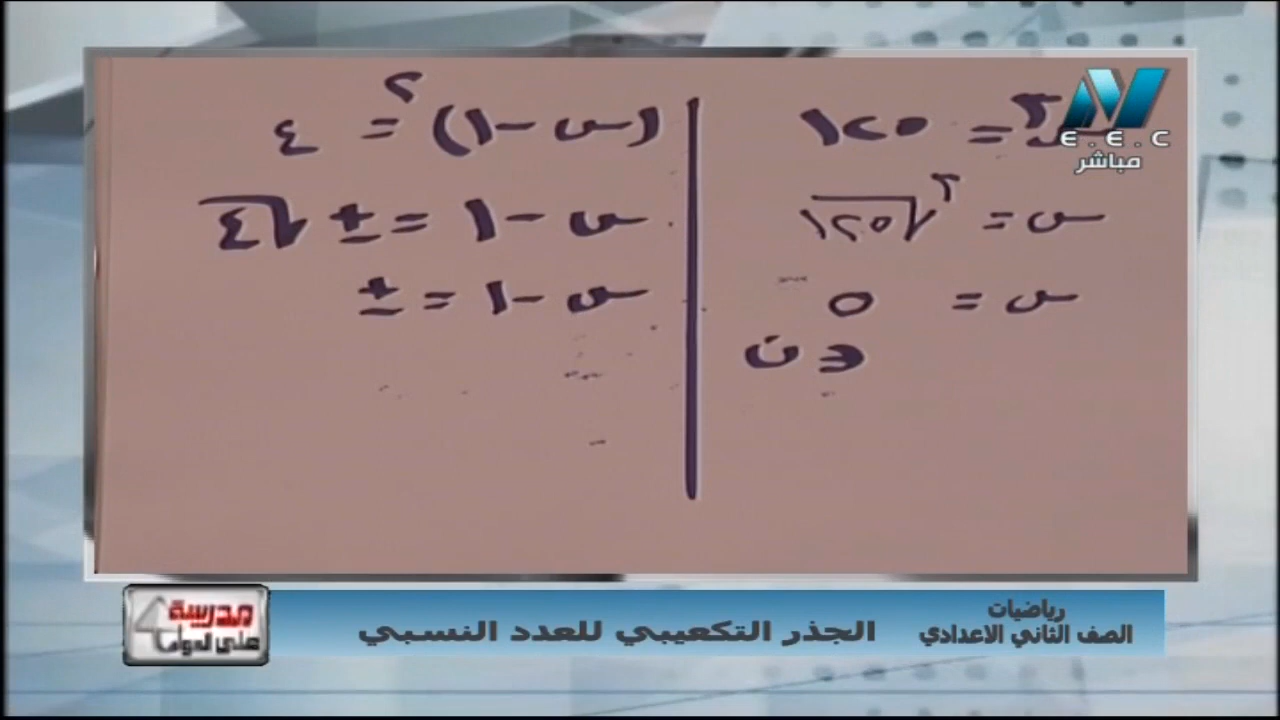 س³ = ١٢٥
س = ∛١٢٥
س = ٥
∋ ن
(س – ١)² = ٤
س – ١ = ± √٤
س – ١ = ±
E . E . C
مباشر
رياضيات
الصف الثاني الاعدادي
الجذر التكعيبي للعدد النسبي
مدرسة
على الهواء